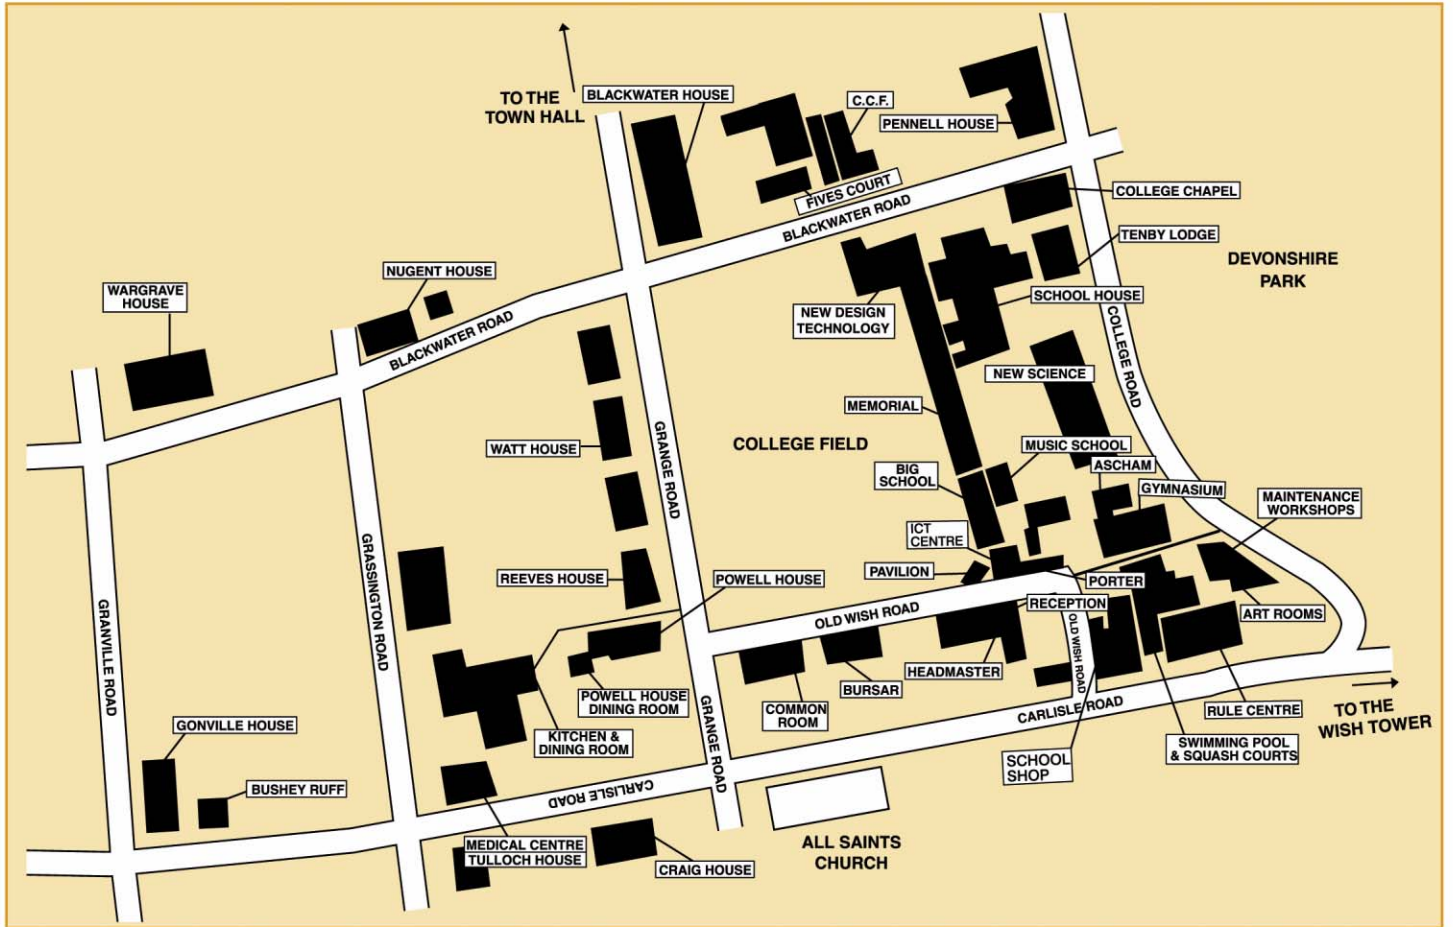 TO THE
TOWN HALL
BLACKWATER HOUSE
C.C.F.
PENNELL HOUSE
FIVES COURT
BLACKWATER ROAD
COLLEGE CHAPEL
TENBY LODGE
DEVONSHIRE
PARK
NUGENT HOUSE
WARGRAVE
HOUSE
BLACKWATER ROAD
NEW DESIGN
TECHNOLOGY
SCHOOL HOUSE
COLLEGE ROAD
NEW SCIENCE
MEMORIAL
WATT HOUSE
GRANGE ROAD
COLLEGE FIELD
MUSIC SCHOOL
BIG
SCHOOL
ASCHAM
GYMNASIUM
MAINTENANCE
WORKSHOPS
ICT
CENTRE
PAVILION
PORTER
REEVES HOUSE
POWELL HOUSE
OLD WISH ROAD
RECEPTION
OLD WISH ROAD
ART ROOMS
GRANVILLE ROAD
GRASSINGTON ROAD
HEADMASTER
BURSAR
POWELL HOUSE
DINING ROOM
COMMON
ROOM
CARLISLE ROAD
RULE CENTRE
TO THE
WISH TOWER
GONVILLE HOUSE
KITCHEN &
DINING ROOM
GRANGE ROAD
SCHOOL
SHOP
SWIMMING POOL
& SQUASH COURTS
BUSHEY RUFF
CARLISLE ROAD
MEDICAL CENTRE
TULLOCH HOUSE
CRAIG HOUSE
ALL SAINTS
CHURCH